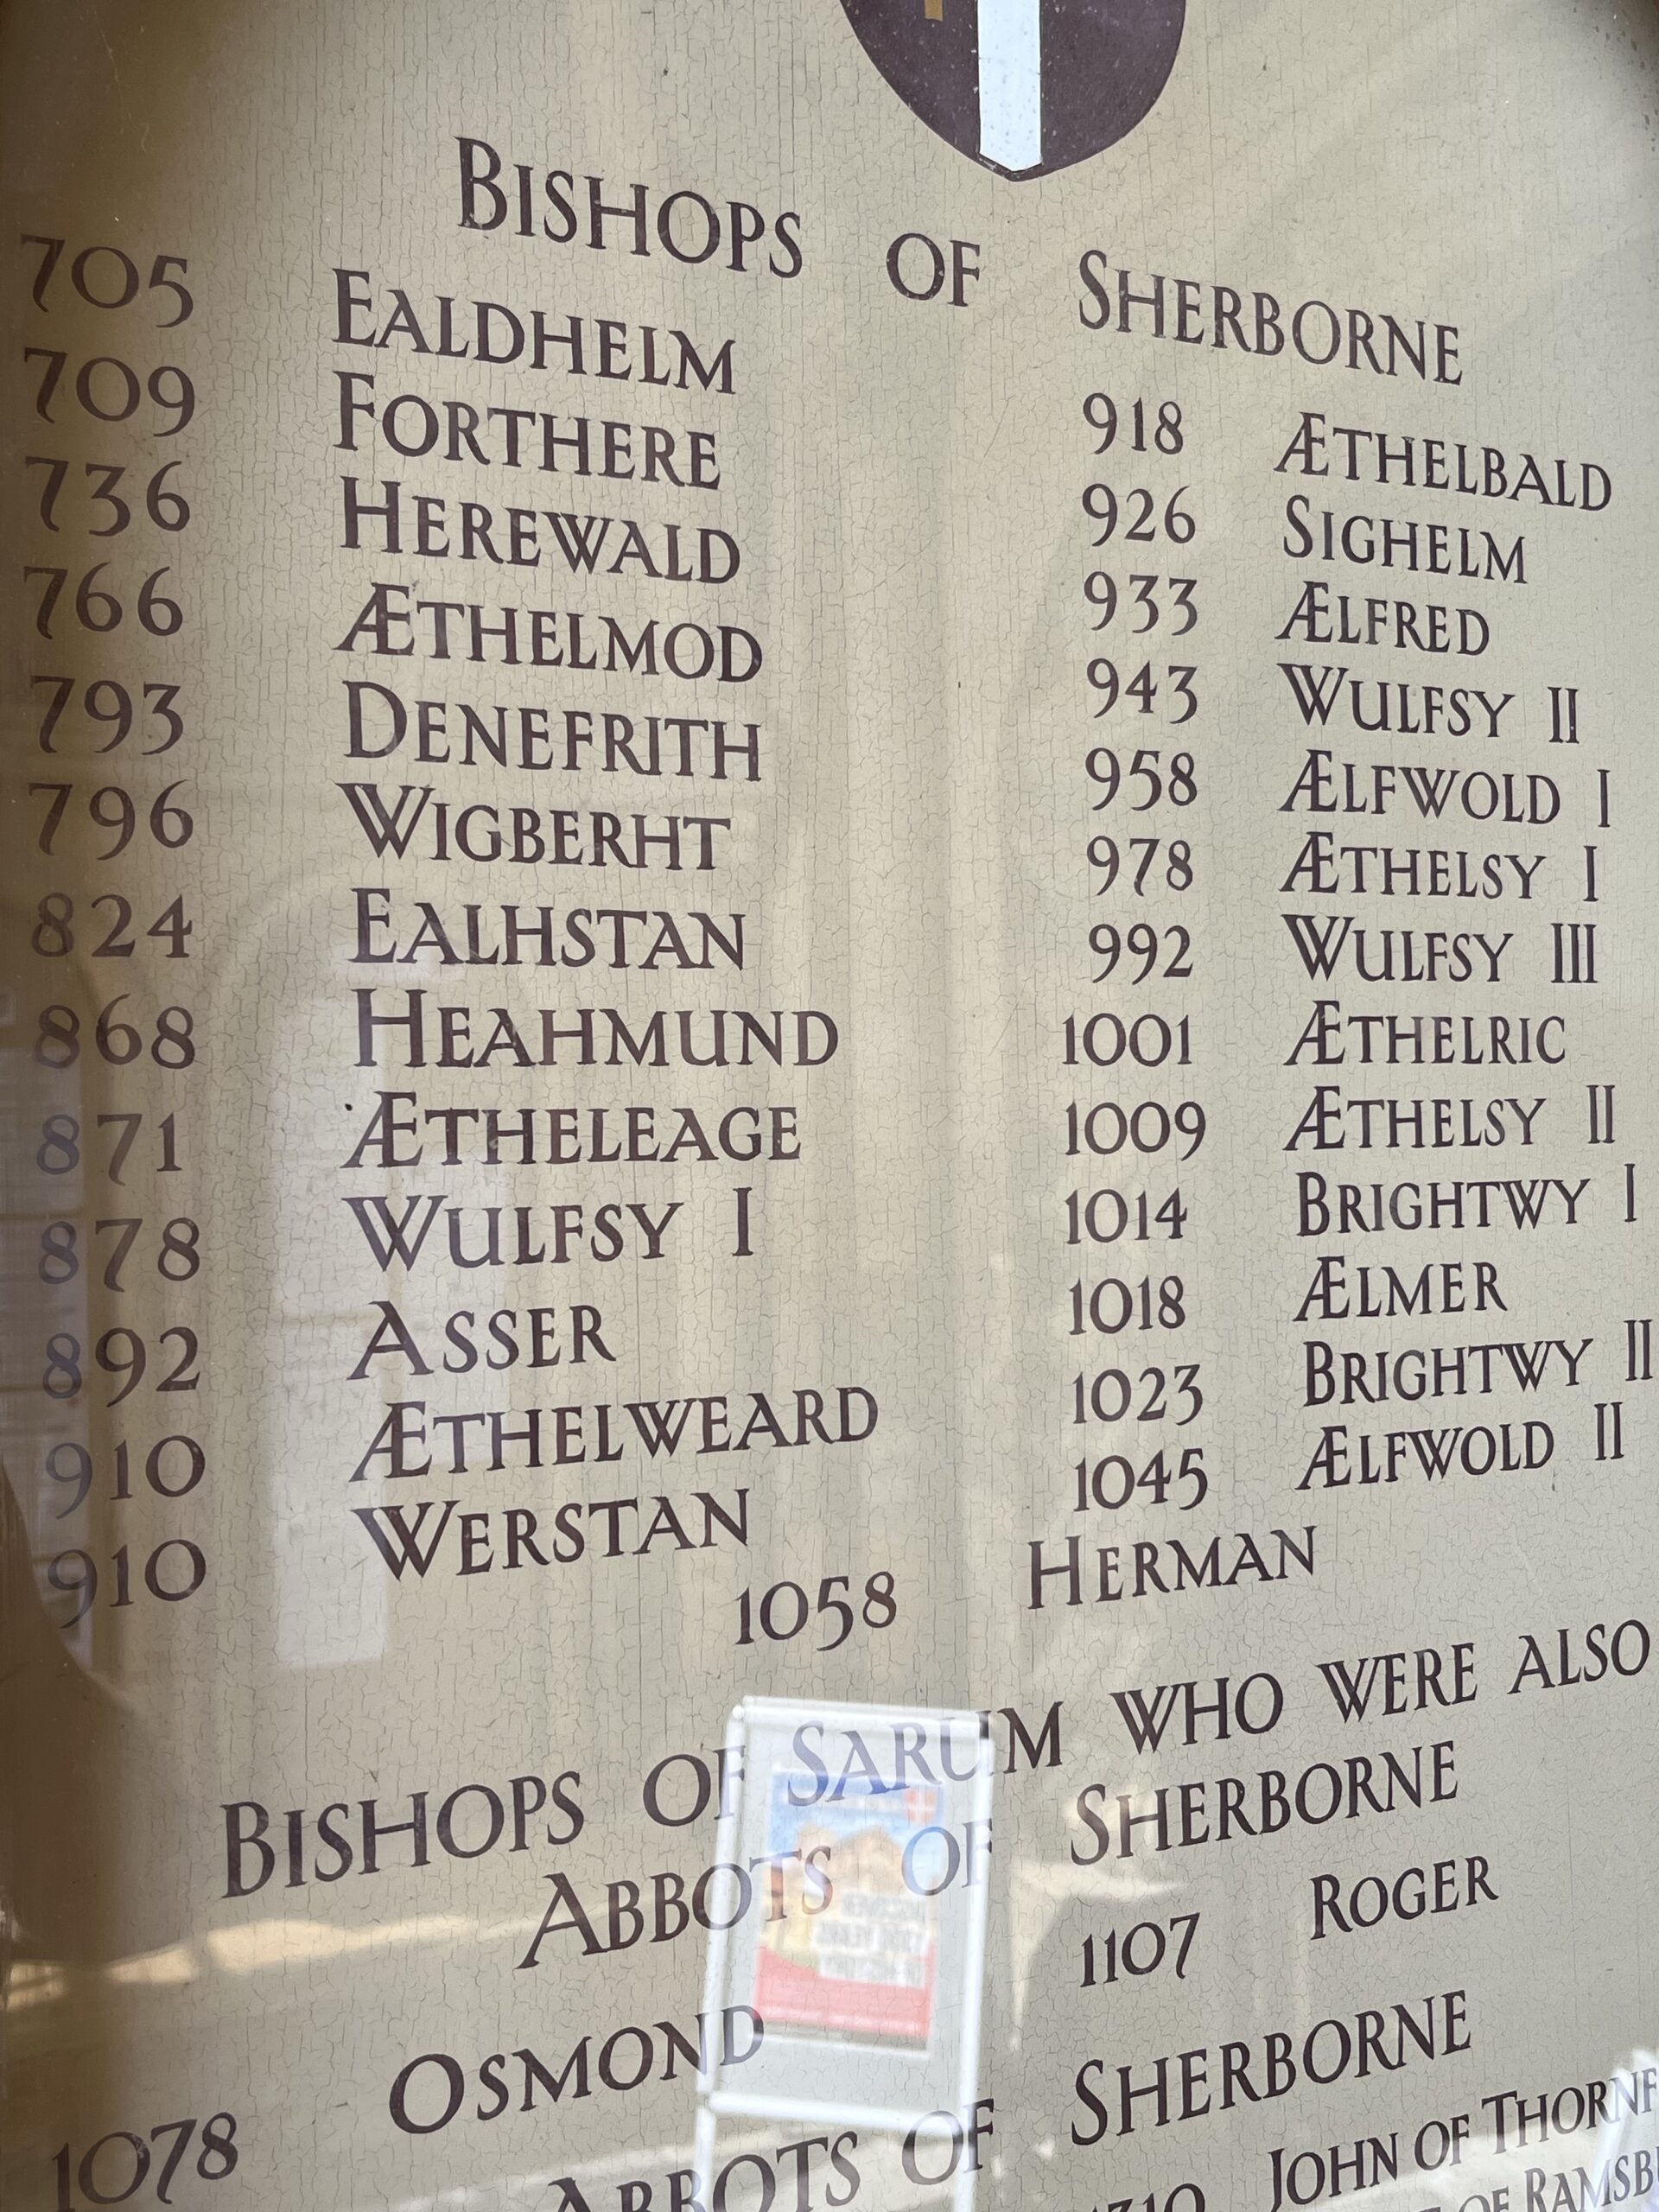 BISHOPS OF SHERBORNE
705 EALDHELM
709 FORTHERE
736 HEREWALD
766 ÆTHELMOD
793 DENEFRITH
796 WIGBERHT
824 EALHSTAN
868 HEAHMUND
871 ÆTHELEAGE
878 WULFSY I
892 ASSER
910 ÆTHELWEARD
910 WERSTAN
918 ÆTHELBALD
926 SIGHELM
933 ÆLFRED
943 WULFSY II
958 ÆLFWOLD I
978 ÆTHELSY I
992 WULFSY III
1001 ÆTHELRIC
1009 ÆTHELSY II
1014 BRIGHTWY I
1018 ÆLMER
1023 BRIGHTWY II
1045 ÆLFWOLD II
1058 HERMAN
BISHOPS OF SARUM WHO WERE ALSO
ABBOTS OF SHERBORNE
1078 OSMOND
1107 ROGER
ABBOTS OF SHERBORNE
JOHN OF
OF